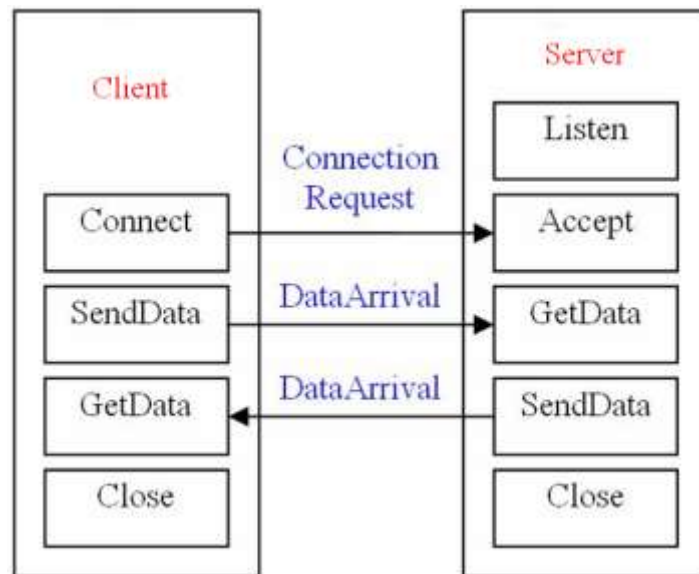 Client
Server
Listen
Connection
Request
Connect
Accept
SendData
DataArrival
GetData
GetData
DataArrival
SendData
Close
Close